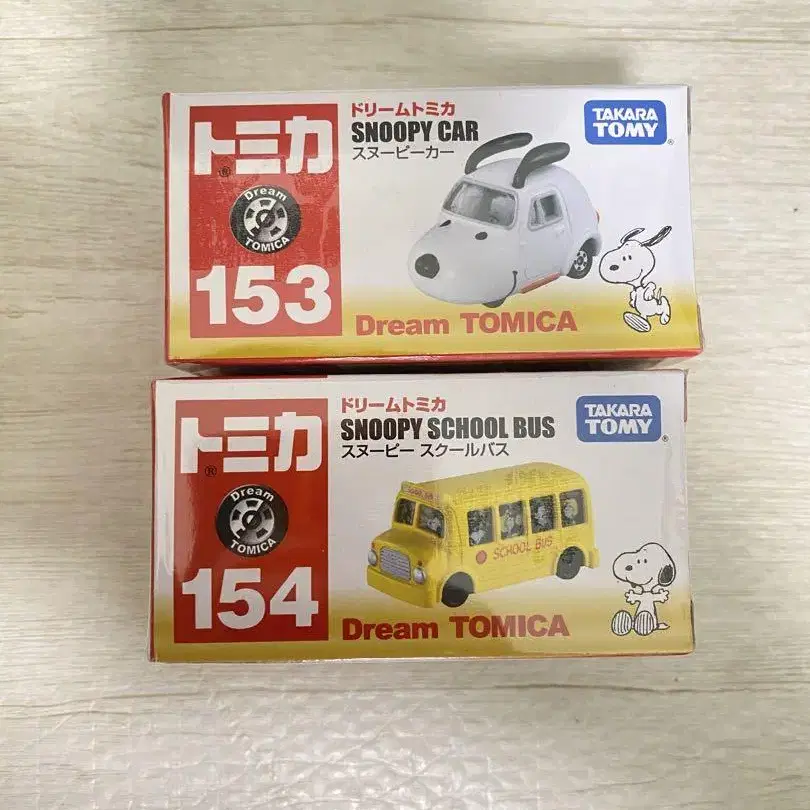 トミカ
®
Dream
TOMICA
153
ドリームトミカ
SNOOPY CAR
スヌーピーカー
TAKARA
TOMY
®
Dream TOMICA
トミカ
®
Dream
TOMICA
154
ドリームトミカ
SNOOPY SCHOOL BUS
スヌーピー スクールバス
TAKARA
TOMY
®
SCHOOL BUS
Dream TOMICA